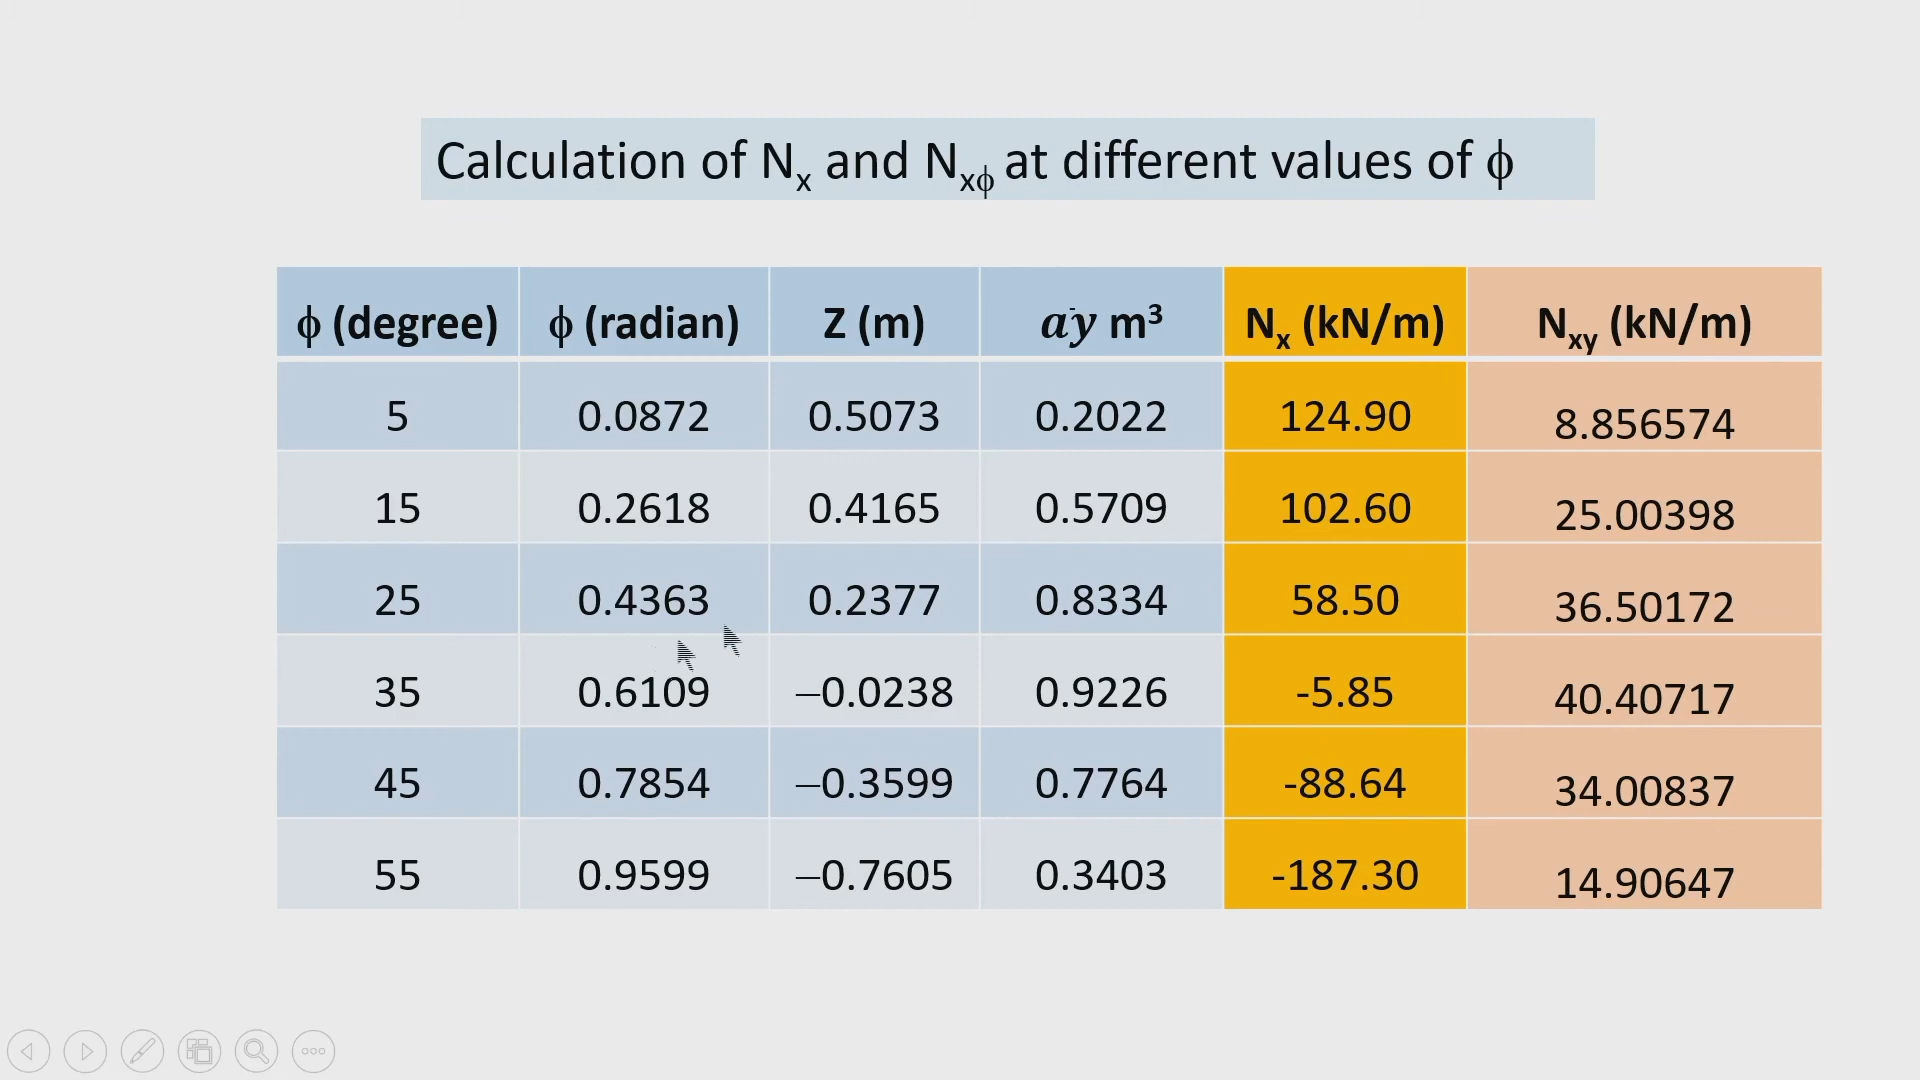 Calculation of Nx and Nxϕ at different values of ϕ
ϕ (degree) ϕ (radian) Z (m) aȳ m³ Nx (kN/m) Nxy (kN/m)
5 0.0872 0.5073 0.2022 124.90 8.856574
15 0.2618 0.4165 0.5709 102.60 25.00398
25 0.4363 0.2377 0.8334 58.50 36.50172
35 0.6109 –0.0238 0.9226 -5.85 40.40717
45 0.7854 –0.3599 0.7764 -88.64 34.00837
55 0.9599 –0.7605 0.3403 -187.30 14.90647